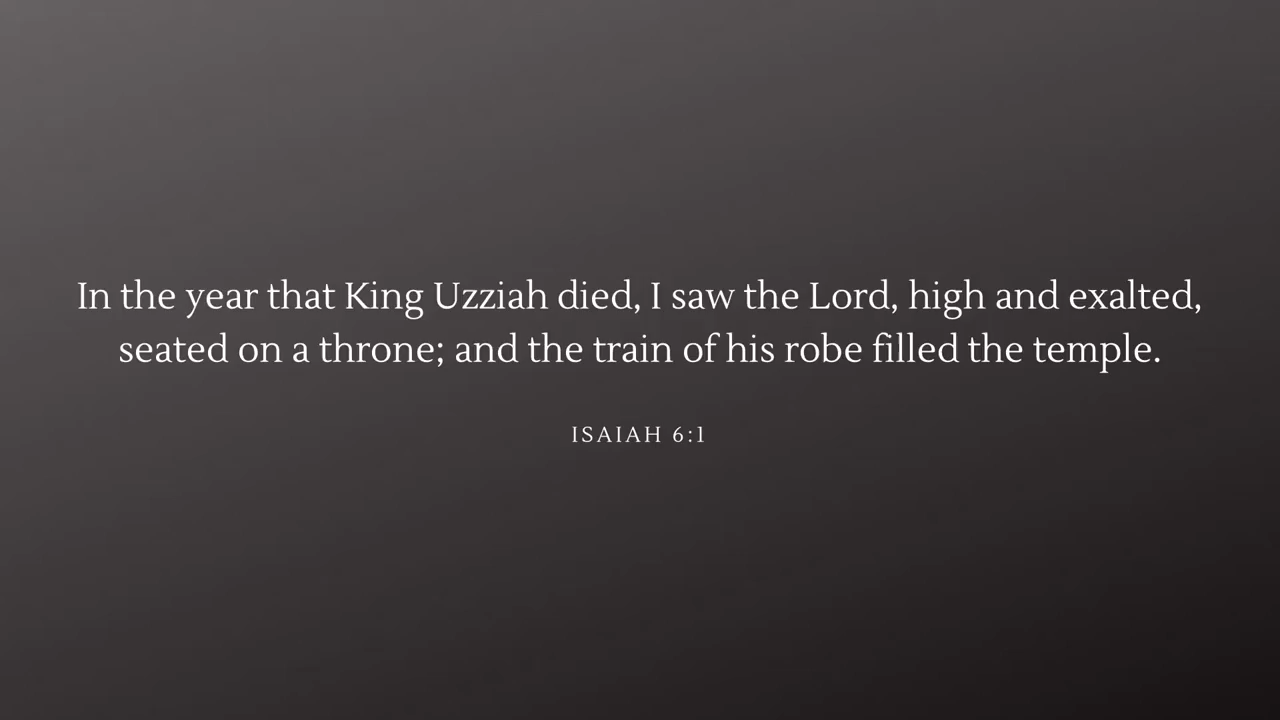 In the year that King Uzziah died, I saw the Lord, high and exalted,
seated on a throne; and the train of his robe filled the temple.
ISAIAH 6:1